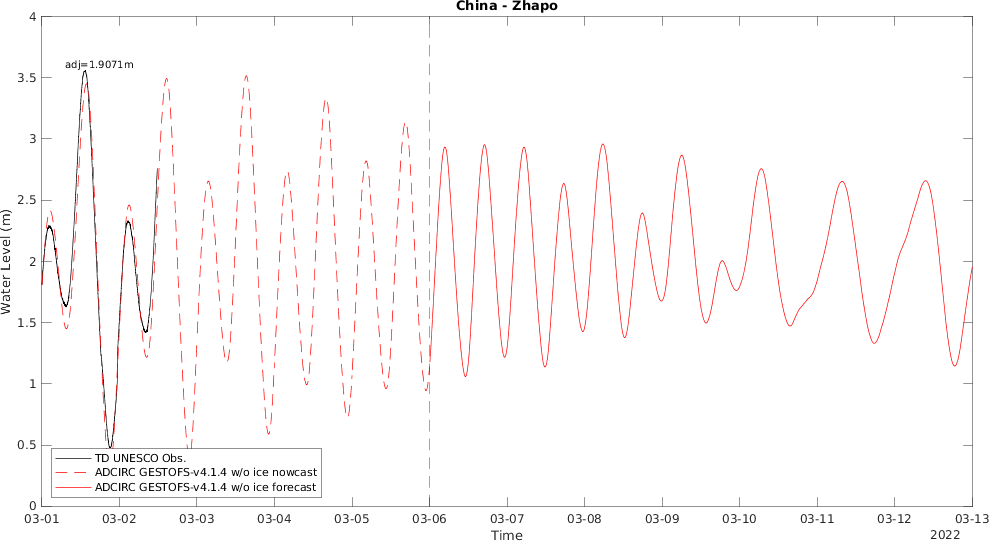 China - Zhapo
adj=1.9071m
4
3.5
3
2.5
2
1.5
1
0.5
0
Water Level (m)
TD UNESCO Obs.
ADCIRC GESTOFS-v4.1.4 w/o ice nowcast
ADCIRC GESTOFS-v4.1.4 w/o ice forecast
03-01 03-02 03-03 03-04 03-05 03-06 03-07 03-08 03-09 03-10 03-11 03-12 03-13
Time
2022